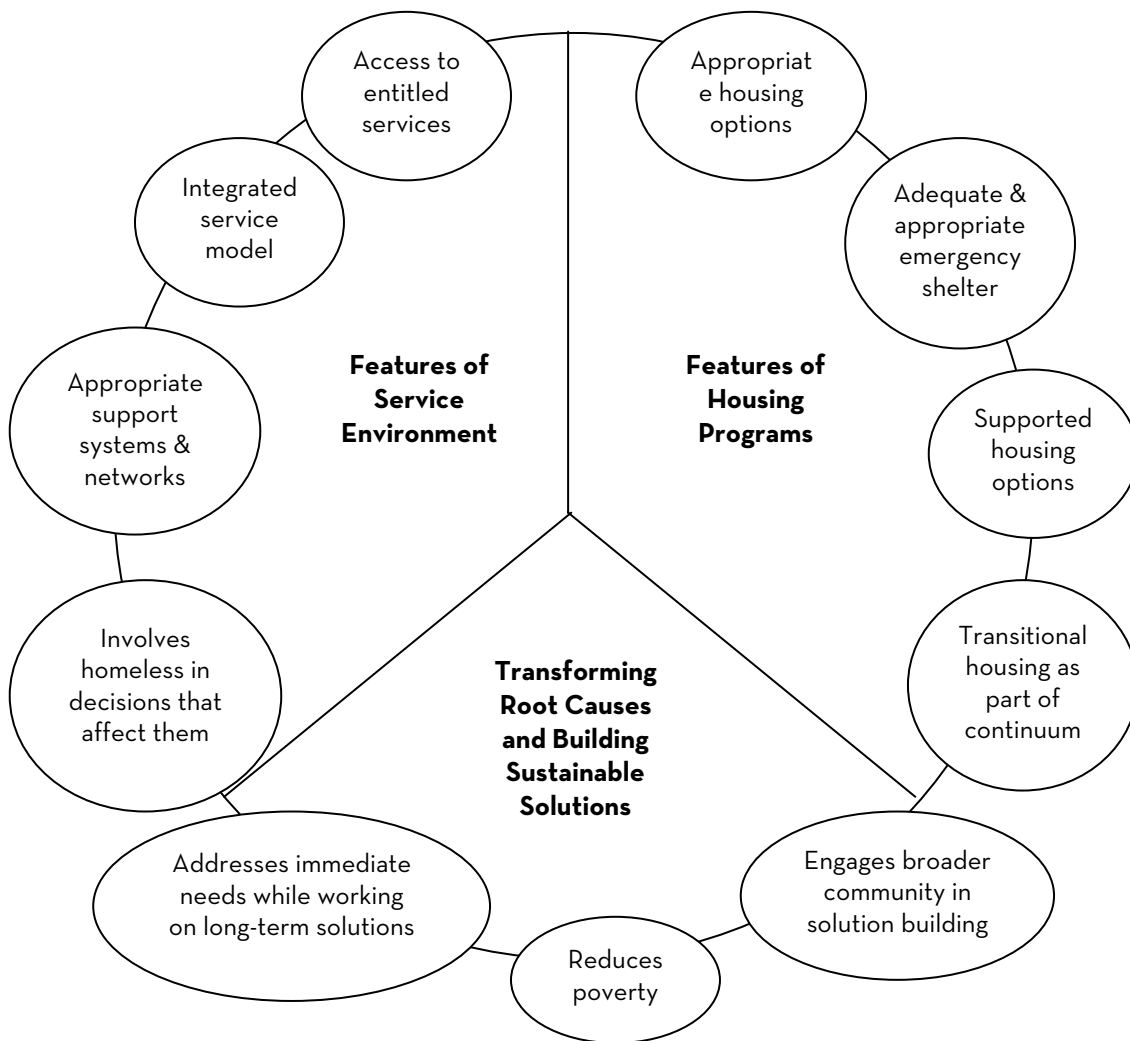 Access to
entitled
services
Appropriat
e housing
options
Integrated
service
model
Adequate &
appropriate
emergency
shelter
Features of
Service
Environment
Features of
Housing
Programs
Appropriate
support
systems &
networks
Supported
housing
options
Involves
homeless in
decisions that
affect them
Transitional
housing as
part of
continuum
Transforming
Root Causes
and Building
Sustainable
Solutions
Addresses immediate
needs while working
on long-term solutions
Engages broader
community in
solution building
Reduces
poverty